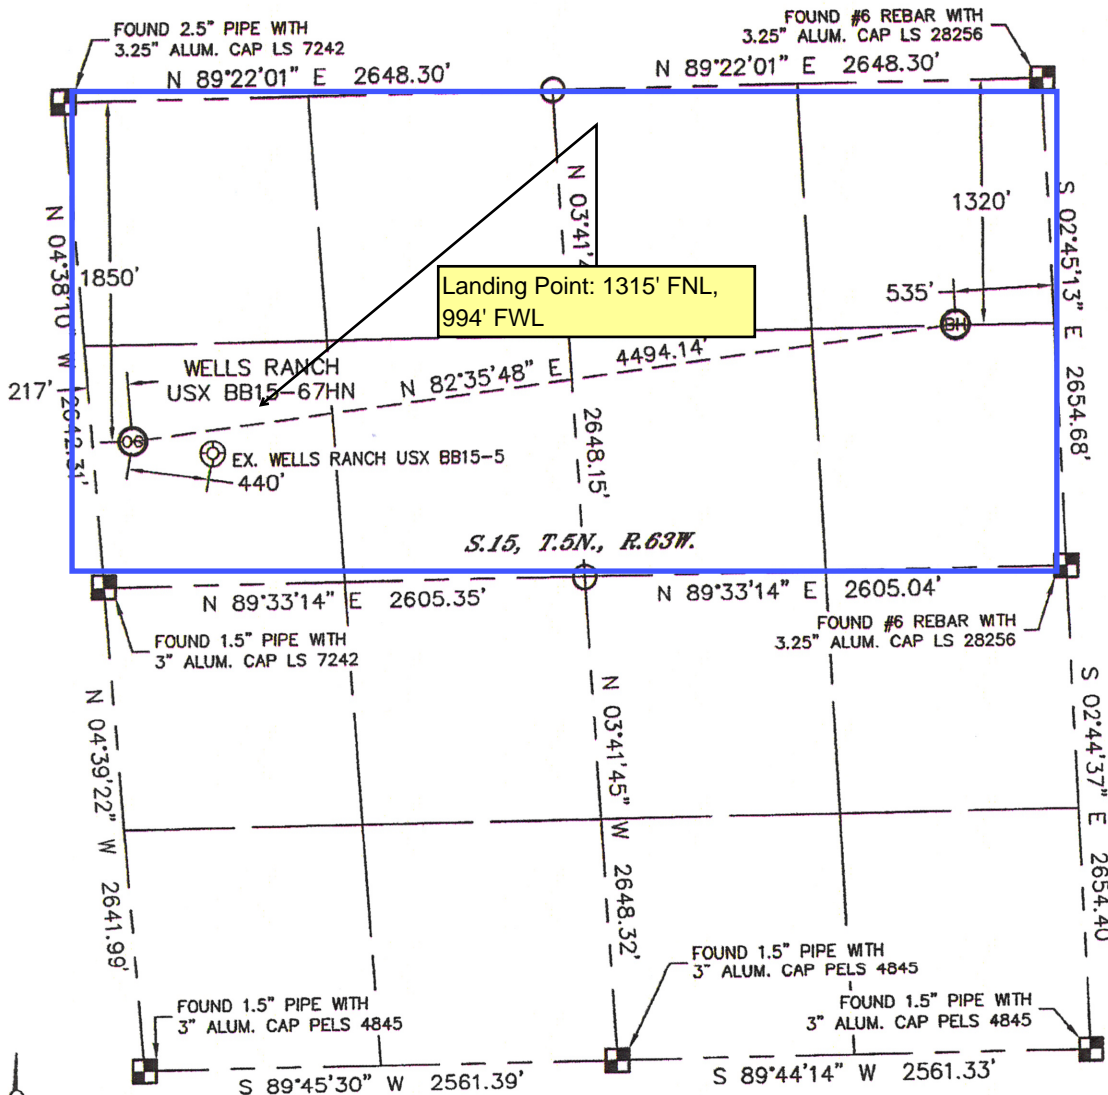 FOUND 2.5" PIPE WITH
3.25" ALUM. CAP LS 7242
FOUND #6 REBAR WITH
3.25" ALUM. CAP LS 28256
N 89°22'01" E 2648.30'
N 89°22'01" E 2648.30'
N 04°38'10" W 2642.31'
1850'
N 03°41'4
2648.15'
1320'
S 02°45'13" E 2654.68'
535'
Landing Point: 1315' FNL,
994' FWL
BH
WELLS RANCH
USX BB15-67HN
N 82°35'48" E 4494.14'
217'
OG
EX. WELLS RANCH USX BB15-5
440'
S.15, T.5N., R.63W.
N 89°33'14" E 2605.35'
N 89°33'14" E 2605.04'
FOUND 1.5" PIPE WITH
3" ALUM. CAP LS 7242
FOUND #6 REBAR WITH
3.25" ALUM. CAP LS 28256
N 04°39'22" W 2641.99'
N 03°41'45" W 2648.32'
S 02°44'37" E 2654.40
FOUND 1.5" PIPE WITH
3" ALUM. CAP PELS 4845
FOUND 1.5" PIPE WITH
3" ALUM. CAP PELS 4845
FOUND 1.5" PIPE WITH
3" ALUM. CAP PELS 4845
S 89°45'30" W 2561.39'
S 89°44'14" W 2561.33'